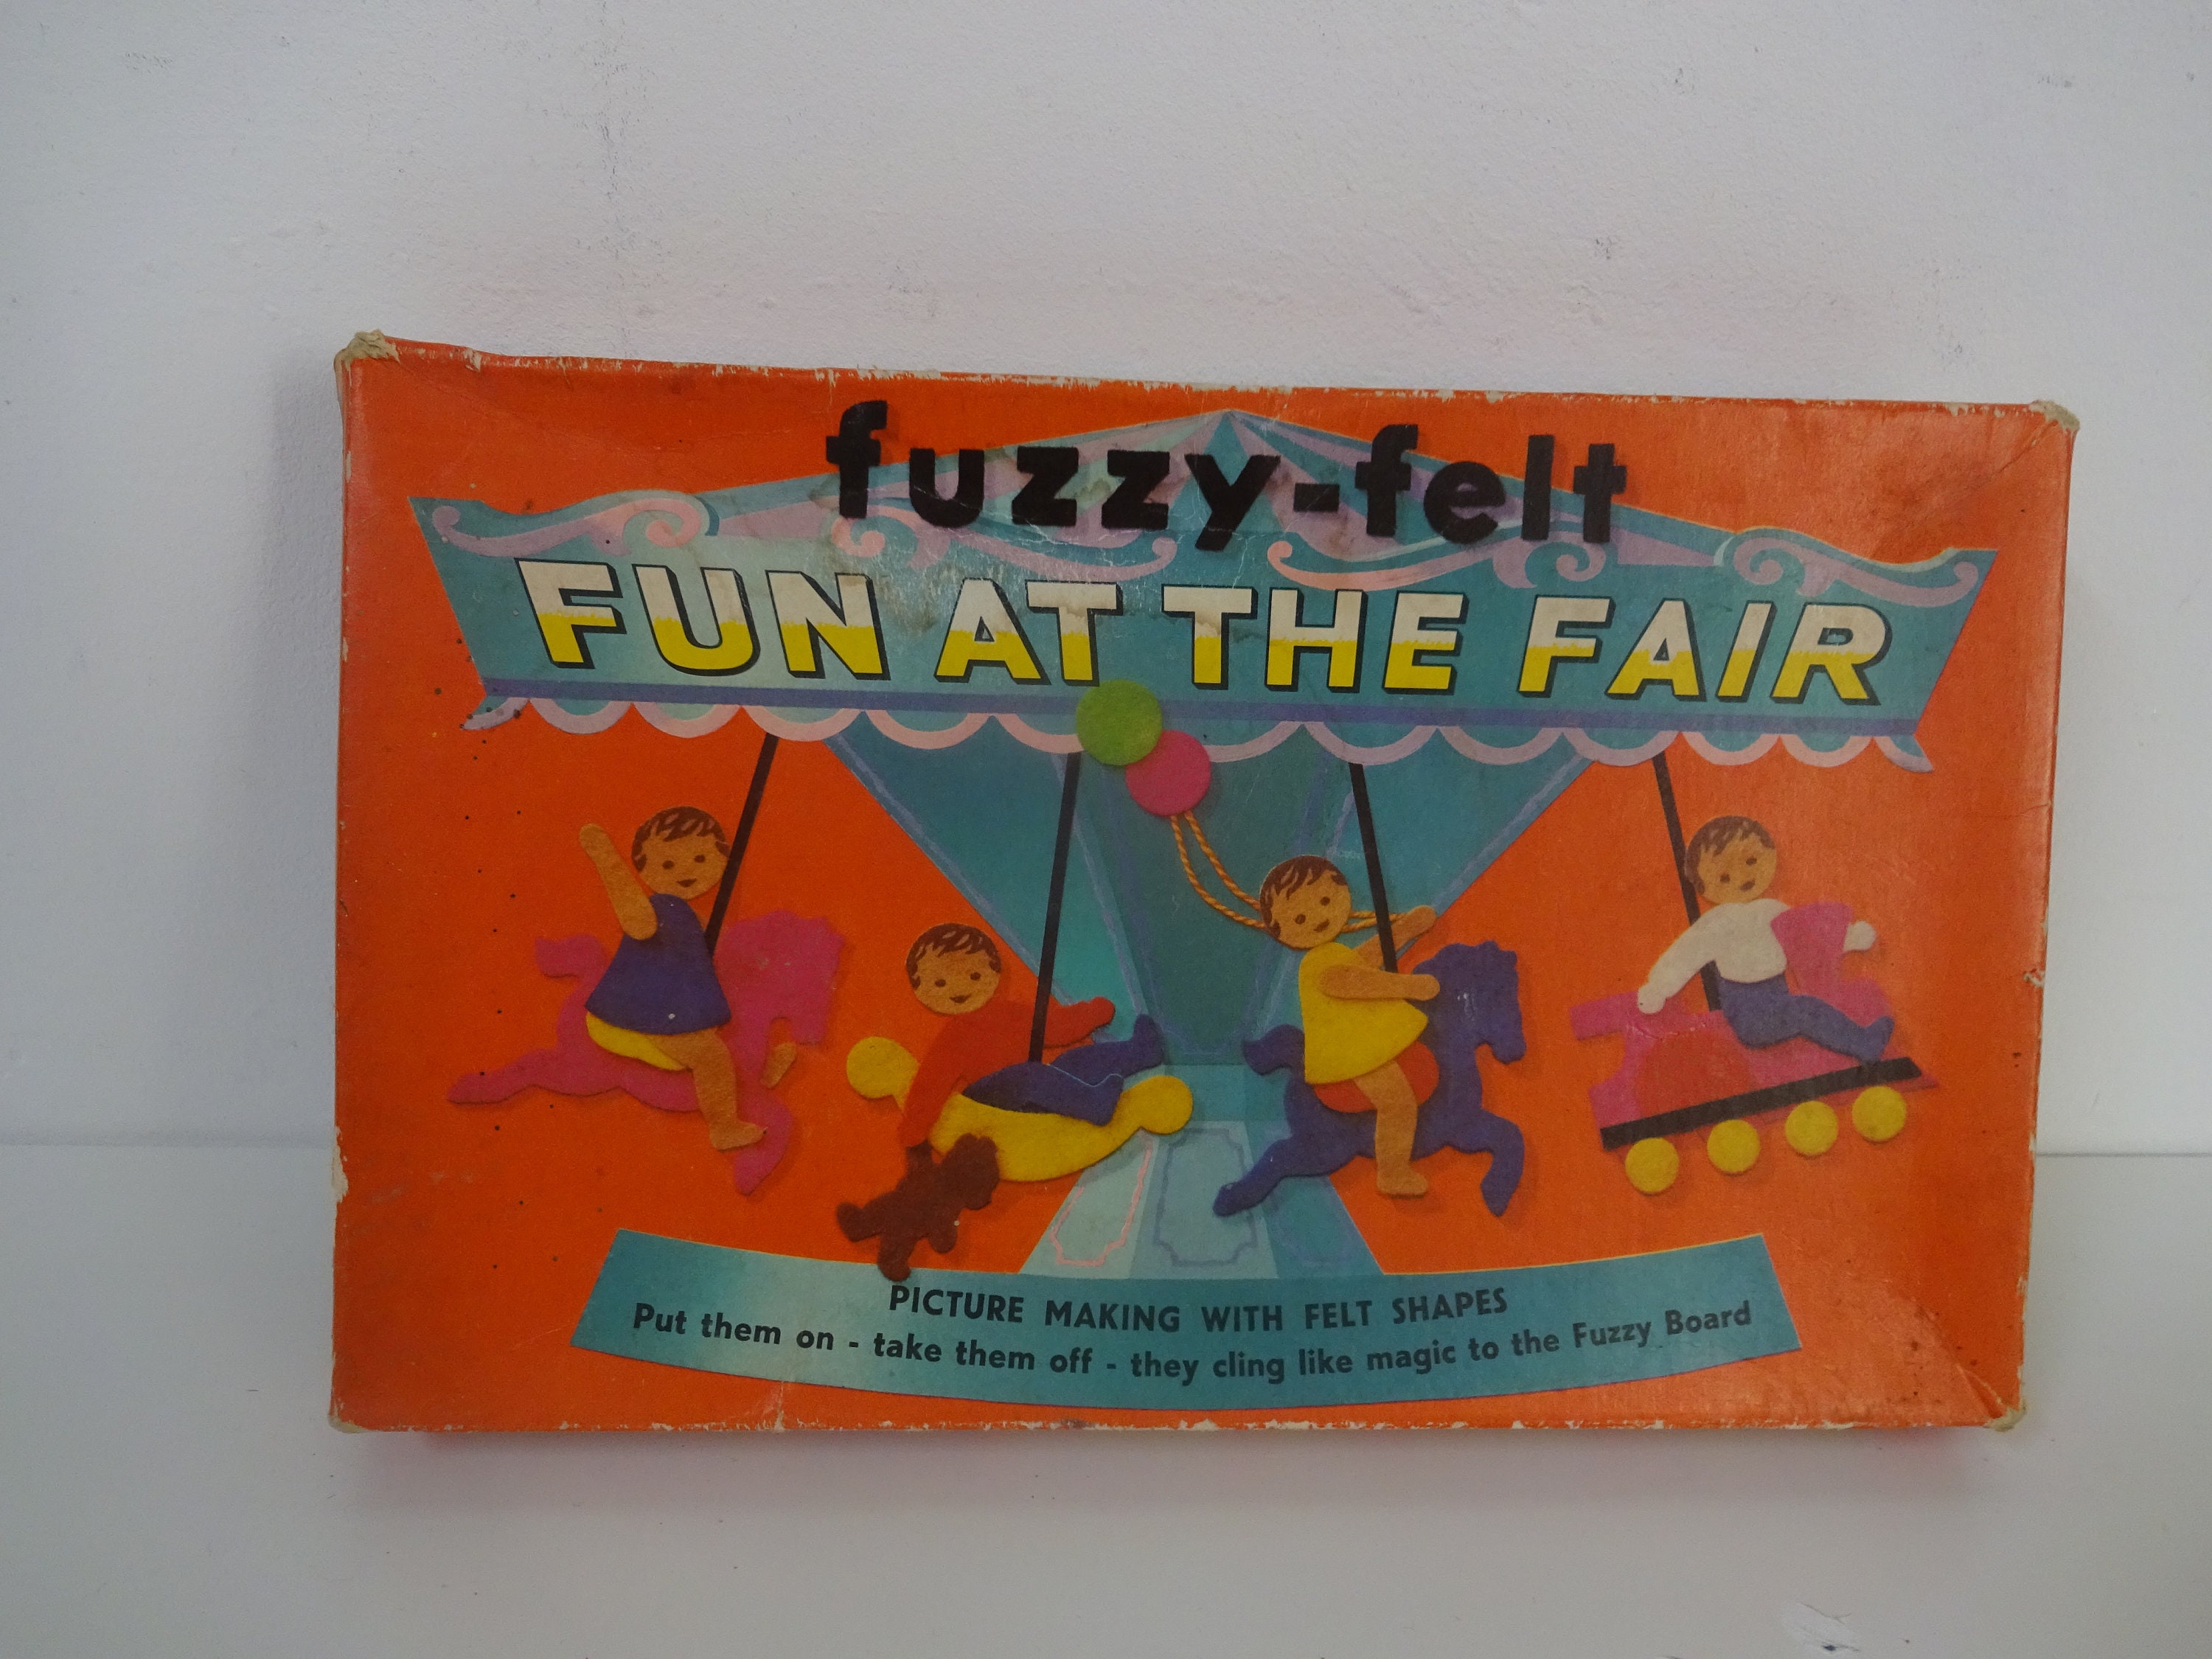 fuzzy-felt
FUN AT THE FAIR
PICTURE MAKING WITH FELT SHAPES
Put them on - take them off - they cling like magic to the Fuzzy Board